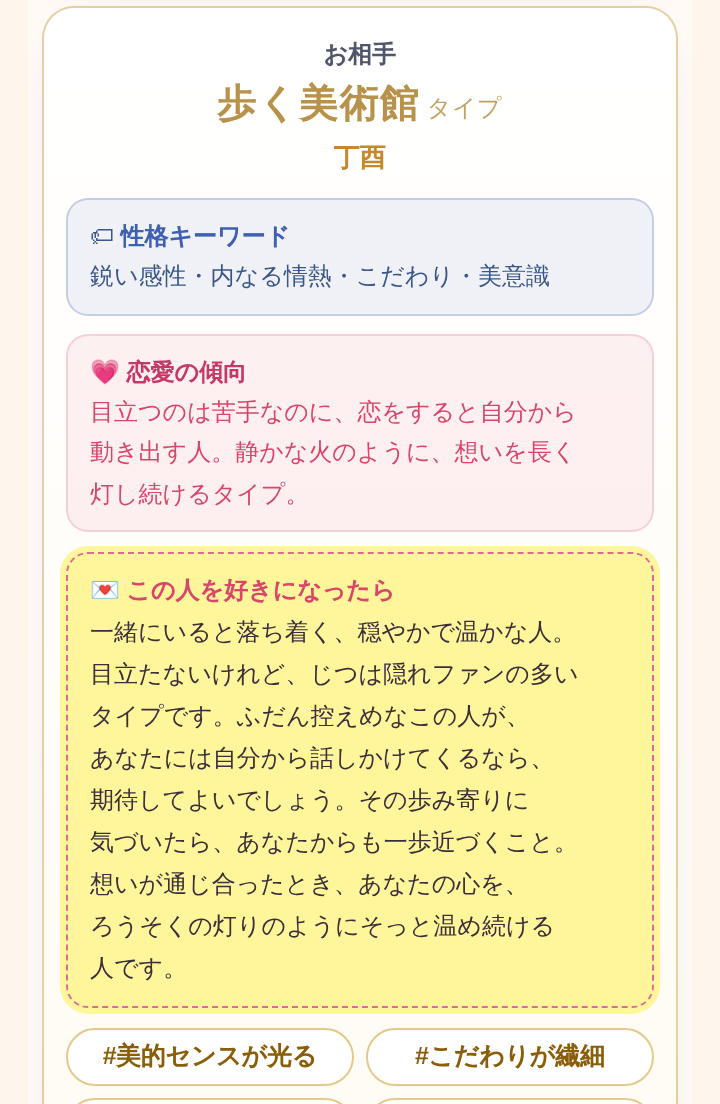 お相手
歩く美術館 タイプ
丁酉
🏷 性格キーワード
鋭い感性・内なる情熱・こだわり・美意識
💗 恋愛の傾向
目立つのは苦手なのに、恋をすると自分から
動き出す人。静かな火のように、想いを長く
灯し続けるタイプ。
💌 この人を好きになったら
一緒にいると落ち着く、穏やかで温かな人。
目立たないけれど、じつは隠れファンの多い
タイプです。ふだん控えめなこの人が、
あなたには自分から話しかけてくるなら、
期待してよいでしょう。その歩み寄りに
気づいたら、あなたからも一歩近づくこと。
想いが通じ合ったとき、あなたの心を、
ろうそくの灯りのようにそっと温め続ける
人です。
#美的センスが光る
#こだわりが繊細